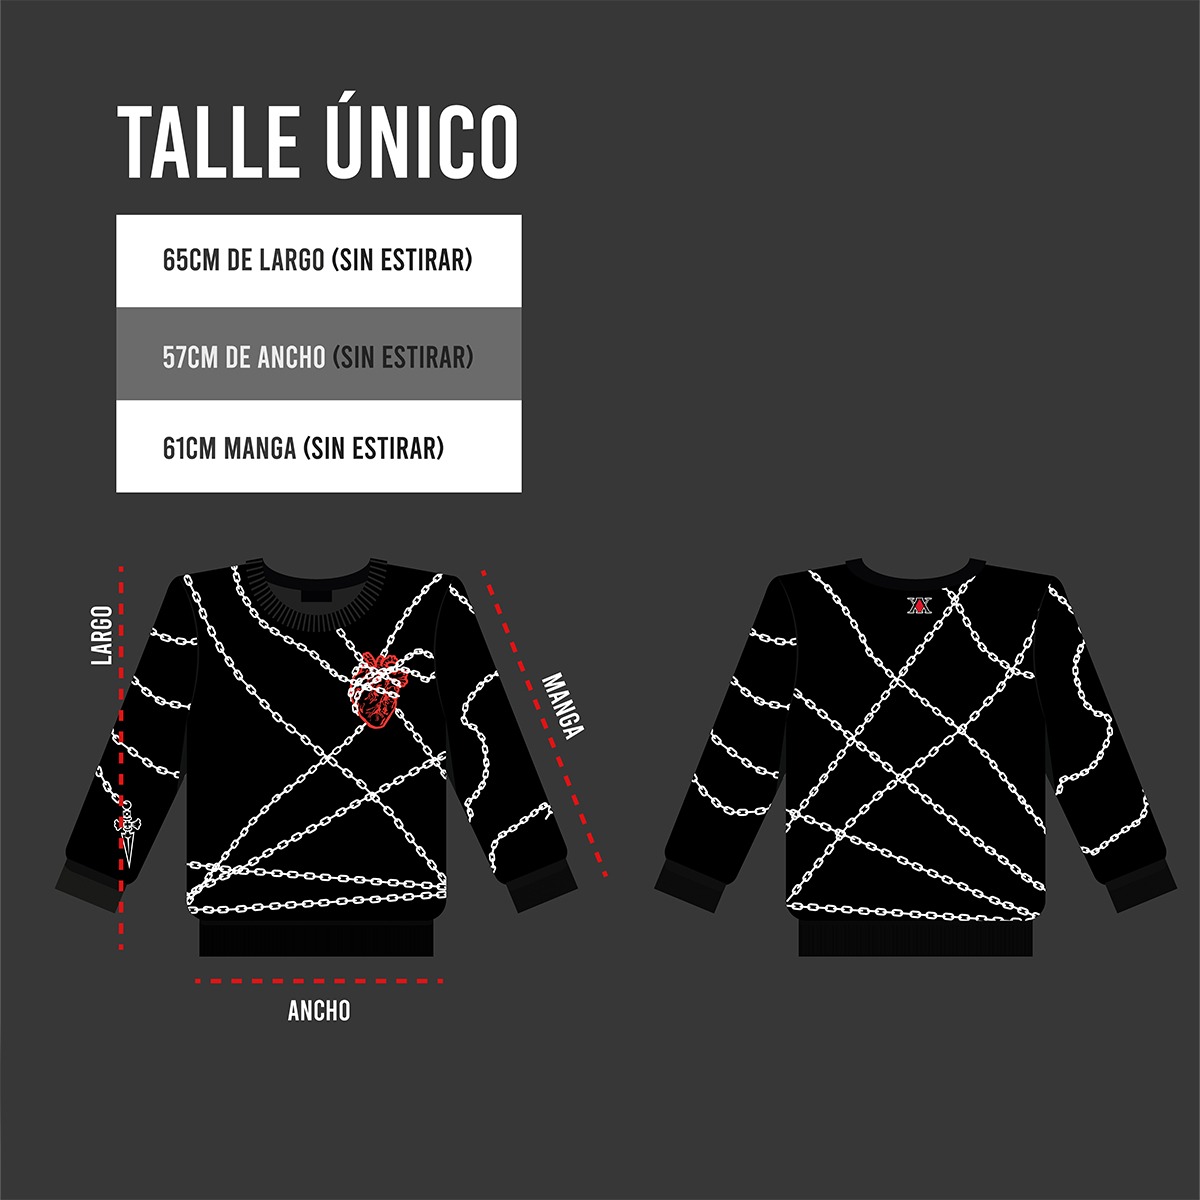 TALLE ÚNICO
65CM DE LARGO (SIN ESTIRAR)
57CM DE ANCHO (SIN ESTIRAR)
61CM MANGA (SIN ESTIRAR)
LARGO
MANGA
ANCHO